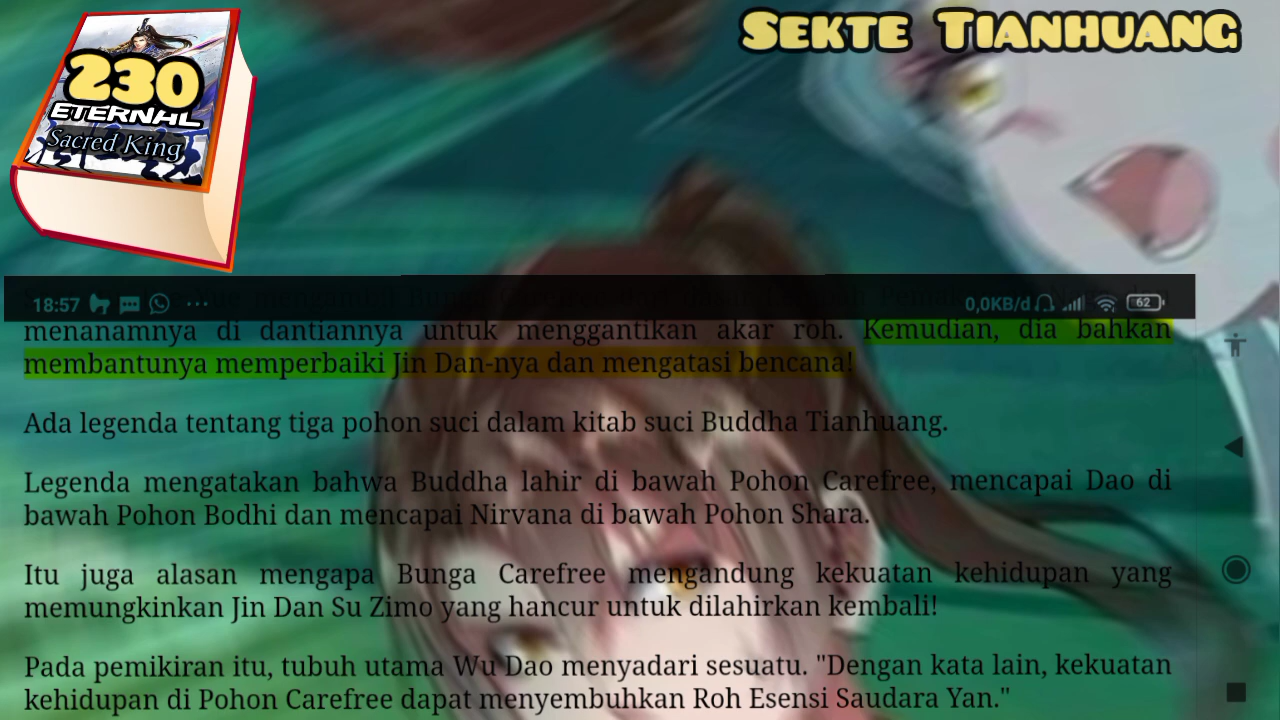 SEKTE TIANHUANG
230
ETERNAL
Sacred King
18:57
0,0KB/d
62
mengambil Bunga
menanamnya di dantiannya untuk menggantikan akar roh. Kemudian, dia bahkan
membantunya memperbaiki Jin Dan-nya dan mengatasi bencana!
Ada legenda tentang tiga pohon suci dalam kitab suci Buddha Tianhuang.
Legenda mengatakan bahwa Buddha lahir di bawah Pohon Carefree, mencapai Dao di
bawah Pohon Bodhi dan mencapai Nirvana di bawah Pohon Shara.
Itu juga alasan mengapa Bunga Carefree mengandung kekuatan kehidupan yang
memungkinkan Jin Dan Su Zimo yang hancur untuk dilahirkan kembali!
Pada pemikiran itu, tubuh utama Wu Dao menyadari sesuatu. "Dengan kata lain, kekuatan
kehidupan di Pohon Carefree dapat menyembuhkan Roh Esensi Saudara Yan."